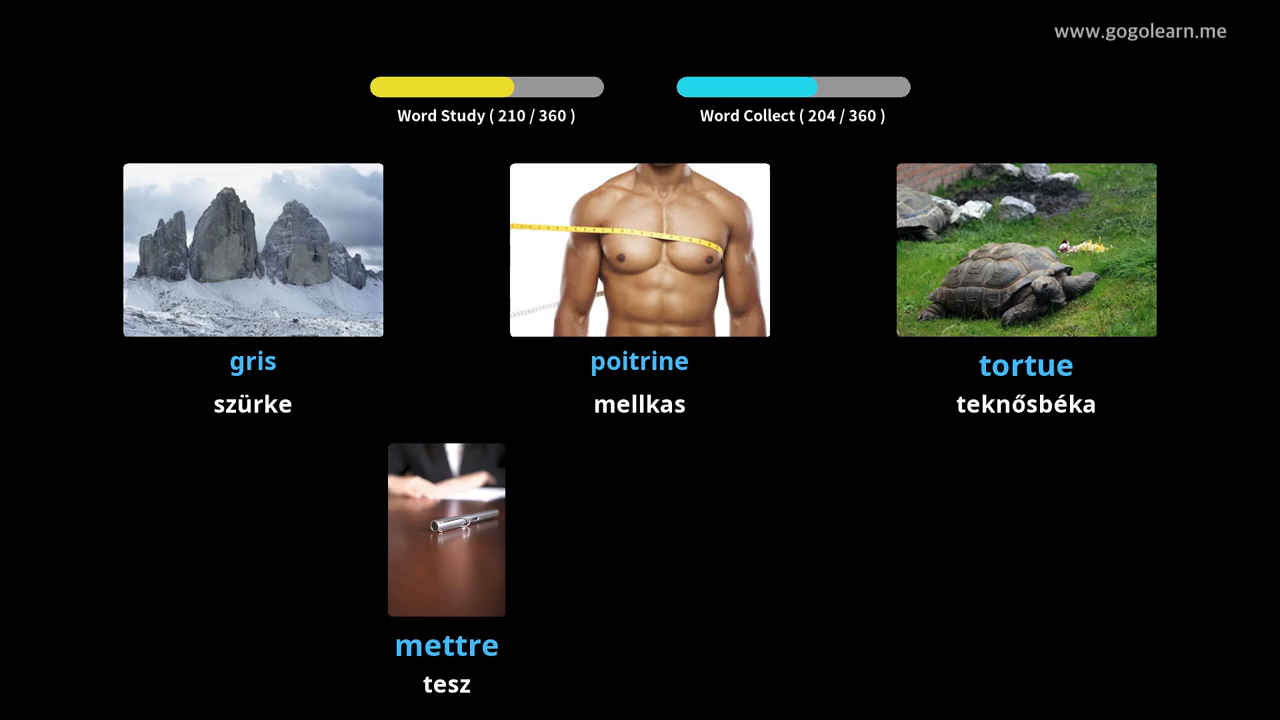 www.gogolearn.me
Word Study ( 210 / 360 )
Word Collect ( 204 / 360 )
gris
szürke
poitrine
mellkas
tortue
teknősbéka
mettre
tesz